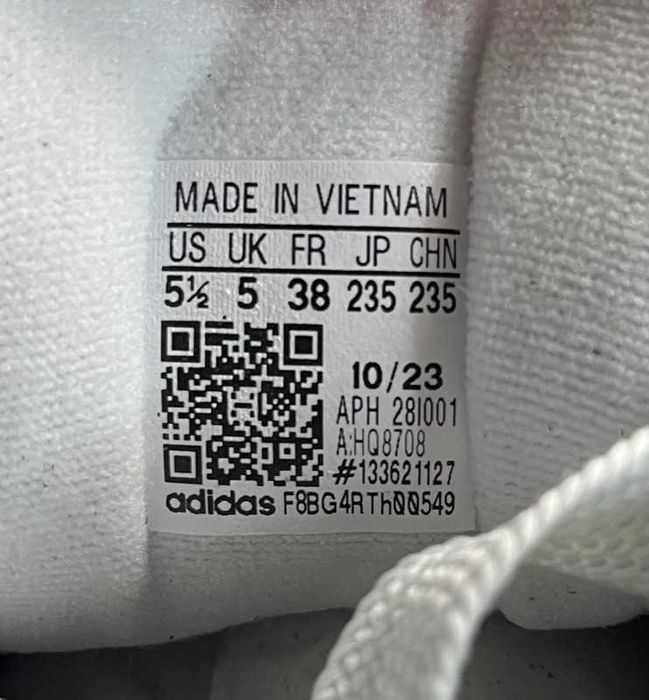 MADE IN VIETNAM
US UK FR JP CHN
5½ 5 38 235 235
10/23
APH 28I001
A:HQ8708
#133621127
adidas F8BG4RTh00549